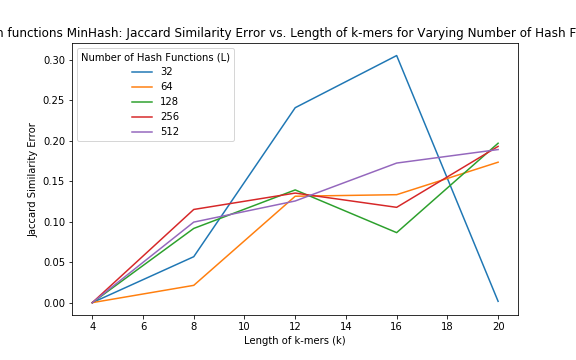 functions MinHash: Jaccard Similarity Error vs. Length of k-mers for Varying Number of Hash
Number of Hash Functions (L)
32
64
128
256
512
0.30
0.25
0.20
0.15
0.10
0.05
0.00
Jaccard Similarity Error
4 6 8 10 12 14 16 18 20
Length of k-mers (k)